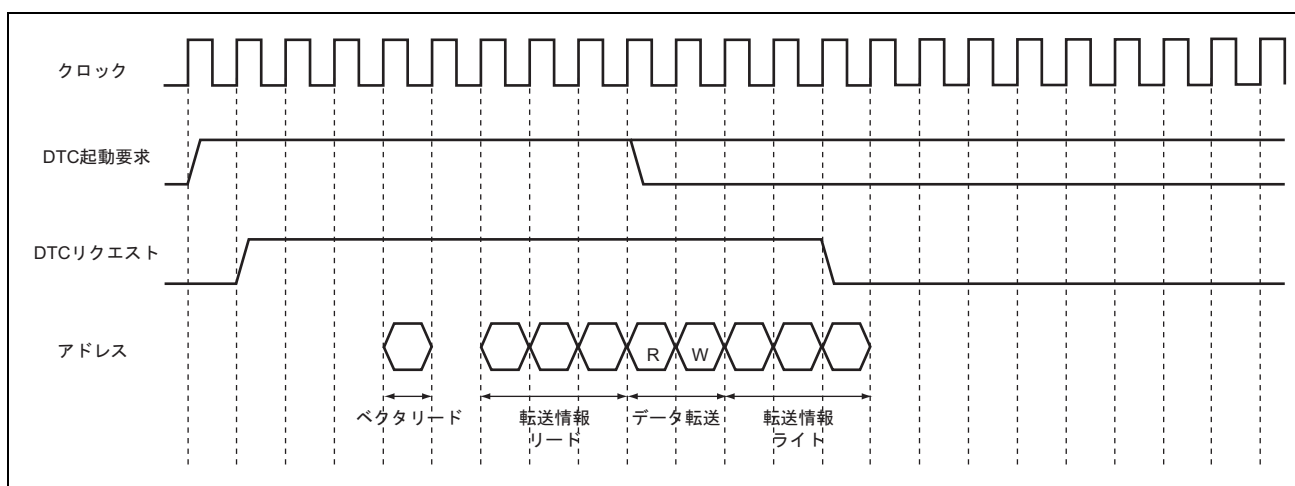 クロック
DTC起動要求
DTCリクエスト
アドレス
R
W
ベクタリード
転送情報
リード
データ転送
転送情報
ライト